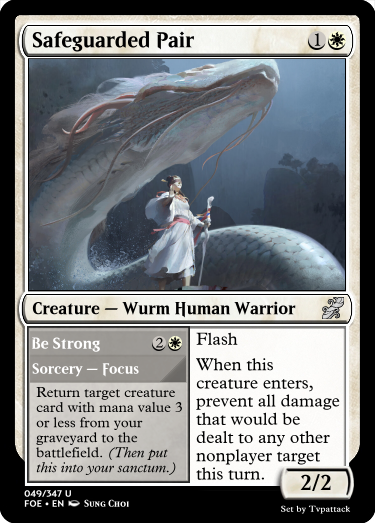 Safeguarded Pair 1
Creature — Wurm Human Warrior
Be Strong 2
Sorcery — Focus
Return target creature
card with mana value 3
or less from your
graveyard to the
battlefield. (Then put
this into your sanctum.)
Flash
When this
creature enters,
prevent all damage
that would be
dealt to any other
nonplayer target
this turn.
2/2
049/347 U
FOE • EN Sung Choi
Set by Tvpattack